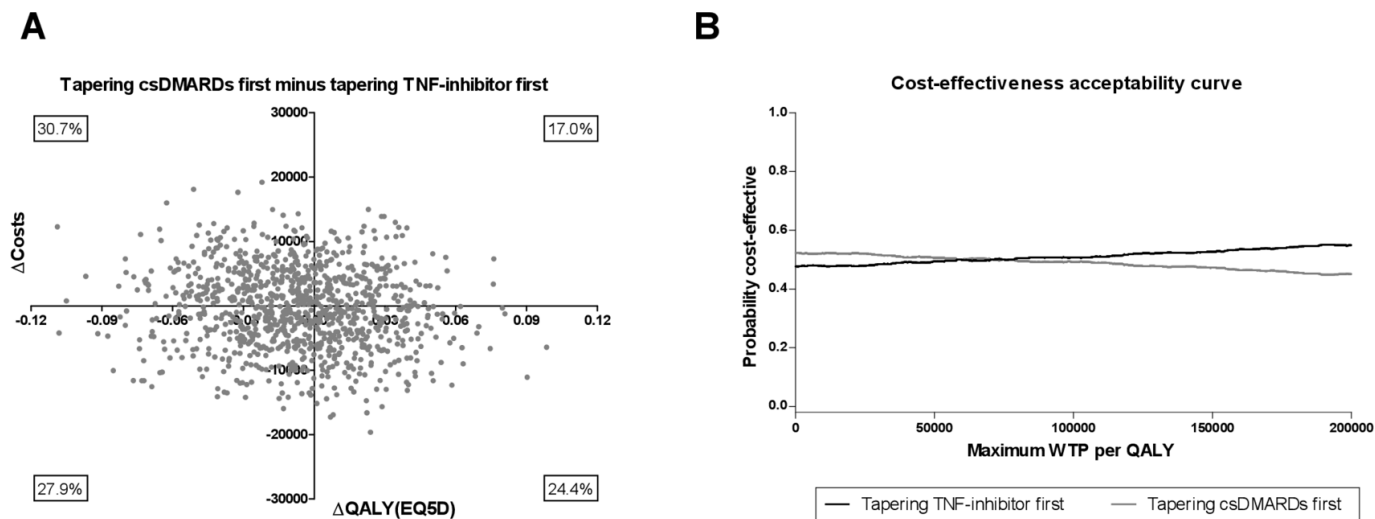 A
Tapering csDMARDs first minus tapering TNF-inhibitor first
30.7%
17.0%
ΔCosts
30000
20000
10000
-10000
-20000
-30000
-0.12
-0.09
-0.06
0.03
0.06
0.09
0.12
27.9%
24.4%
ΔQALY(EQ5D)
B
Cost-effectiveness acceptability curve
Probability cost-effective
1.0
0.8
0.6
0.4
0.2
0.0
0
50000
100000
150000
200000
Maximum WTP per QALY
Tapering TNF-inhibitor first
Tapering csDMARDs first